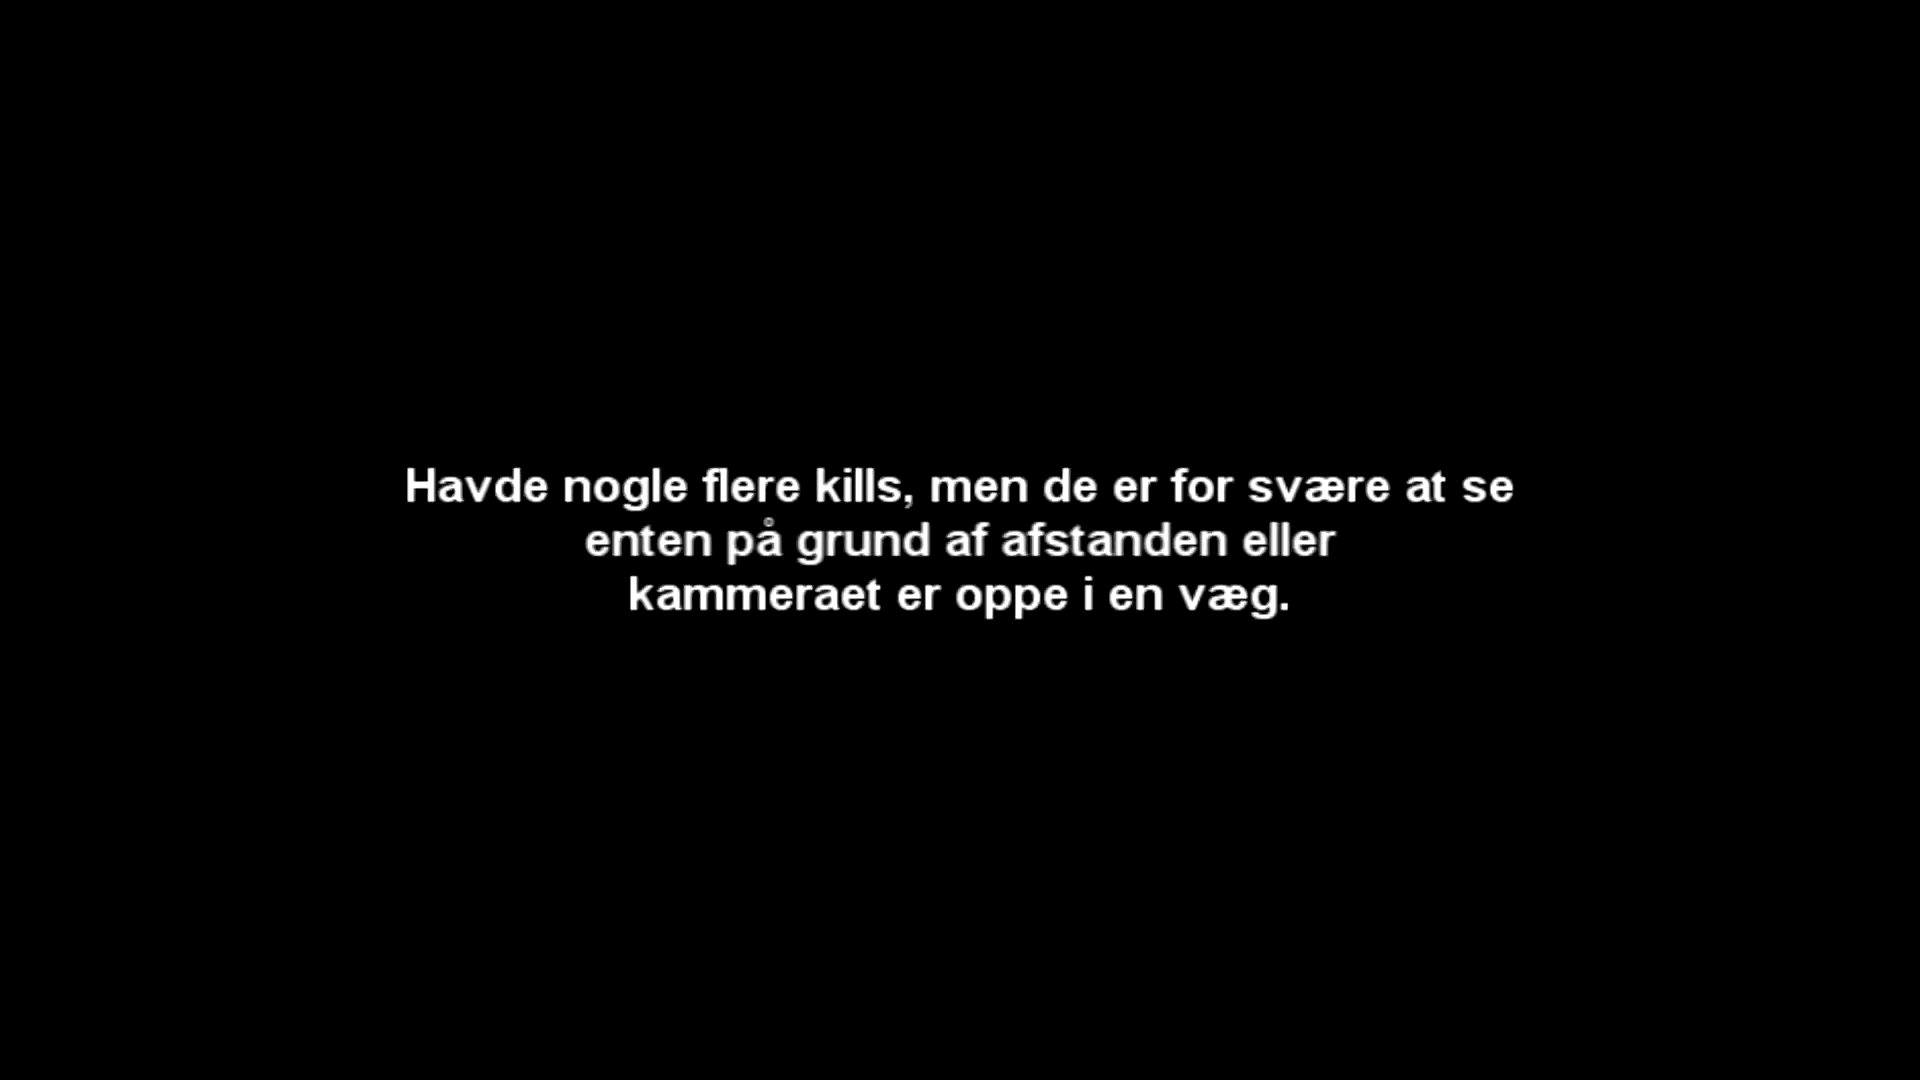 Havde nogle flere kills, men de er for svære at se
enten på grund af afstanden eller
kammeraet er oppe i en væg.